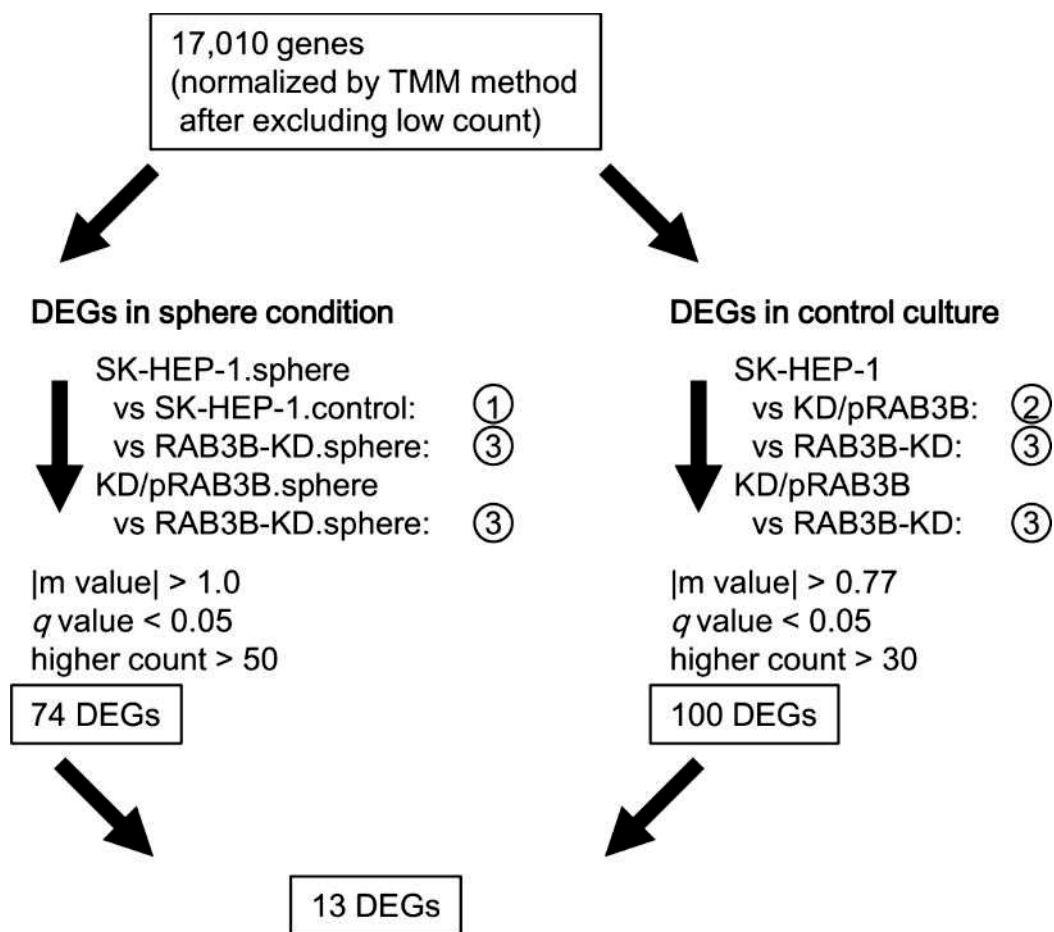 17,010 genes
(normalized by TMM method
after excluding low count)
DEGs in sphere condition
SK-HEP-1.sphere
vs SK-HEP-1.control: ①
vs RAB3B-KD.sphere: ③
KD/pRAB3B.sphere
vs RAB3B-KD.sphere: ③
|m value| > 1.0
q value < 0.05
higher count > 50
74 DEGs
DEGs in control culture
SK-HEP-1
vs KD/pRAB3B: ②
vs RAB3B-KD: ③
KD/pRAB3B
vs RAB3B-KD: ③
|m value| > 0.77
q value < 0.05
higher count > 30
100 DEGs
13 DEGs